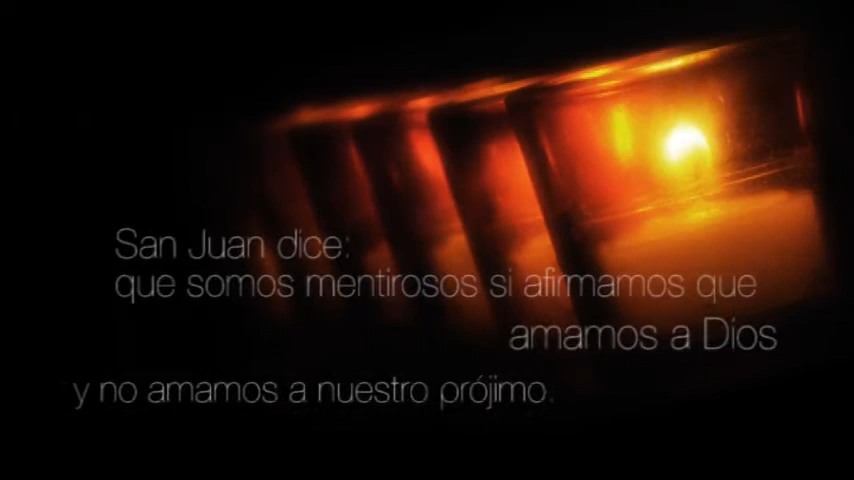 San Juan dice:
que somos mentirosos si afirmamos que
amamos a Dios
y no amamos a nuestro prójimo.